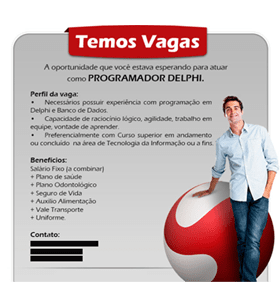 Temos Vagas
A oportunidade que você estava esperando para atuar
como PROGRAMADOR DELPHI.
Perfil da vaga:
• Necessários possuir experiência com programação em
Delphi e Banco de Dados.
• Capacidade de raciocínio lógico, agilidade, trabalho em
equipe, vontade de aprender.
• Preferencialmente com Curso superior em andamento
ou concluído na área de Tecnologia da Informação ou a fins.
Benefícios:
Salário Fixo (a combinar)
+ Plano de saúde
+ Plano Odontológico
+ Seguro de Vida
+ Auxilio Alimentação
+ Vale Transporte
+ Uniforme
Contato: